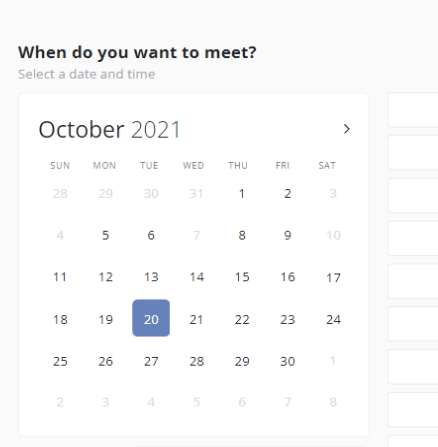 When do you want to meet?
Select a date and time
October 2021 >
SUN MON TUE WED THU FRI SAT
28 29 30 31 1 2 3
4 5 6 7 8 9 10
11 12 13 14 15 16 17
18 19 20 21 22 23 24
25 26 27 28 29 30 1
2 3 4 5 6 7 8